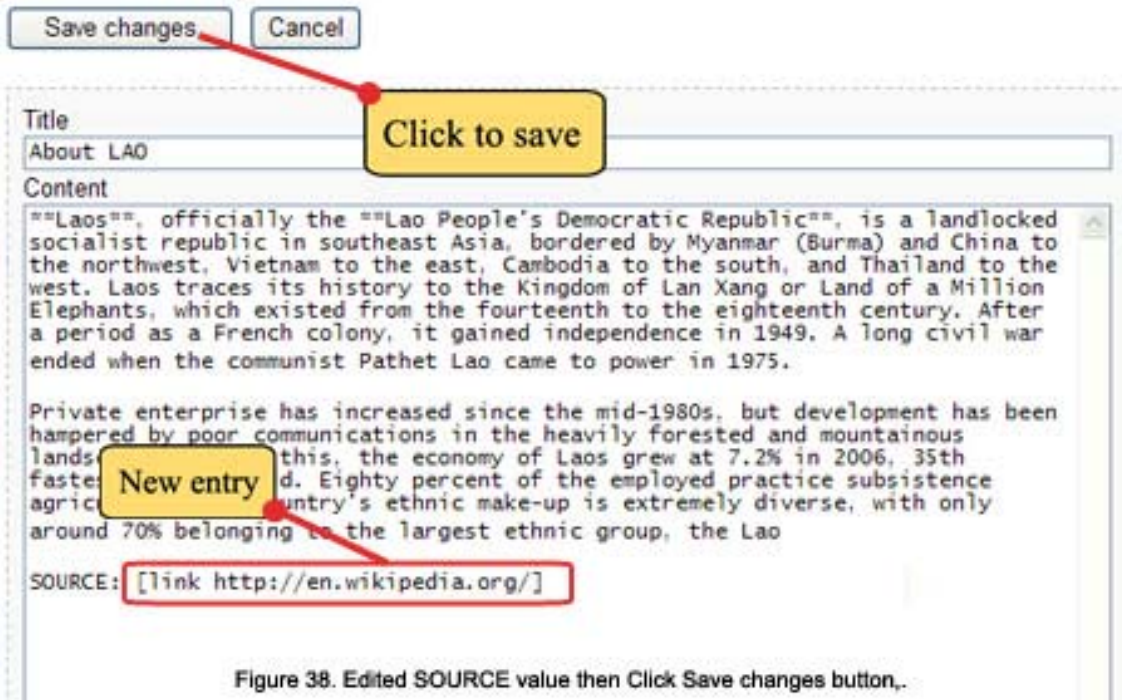 Save changes Cancel
Click to save
Title
About LAO
Content
""Laos"", officially the ""Lao People's Democratic Republic"", is a landlocked
socialist republic in southeast Asia, bordered by Myanmar (Burma) and China to
the northwest, Vietnam to the east, Cambodia to the south, and Thailand to the
west. Laos traces its history to the Kingdom of Lan Xang or Land of a Million
Elephants, which existed from the fourteenth to the eighteenth century. After
a period as a French colony, it gained independence in 1949. A long civil war
ended when the communist Pathet Lao came to power in 1975.
Private enterprise has increased since the mid-1980s, but development has been
hampered by poor communications in the heavily forested and mountainous
this, the economy of Laos grew at 7.2% in 2006, 35th
New entry
Eighty percent of the employed practice subsistence
ethnic make-up is extremely diverse, with only
around 70% belonging the largest ethnic group, the Lao
SOURCE: [link http://en.wikipedia.org/]
Figure 38. Edited SOURCE value then Click Save changes button,.